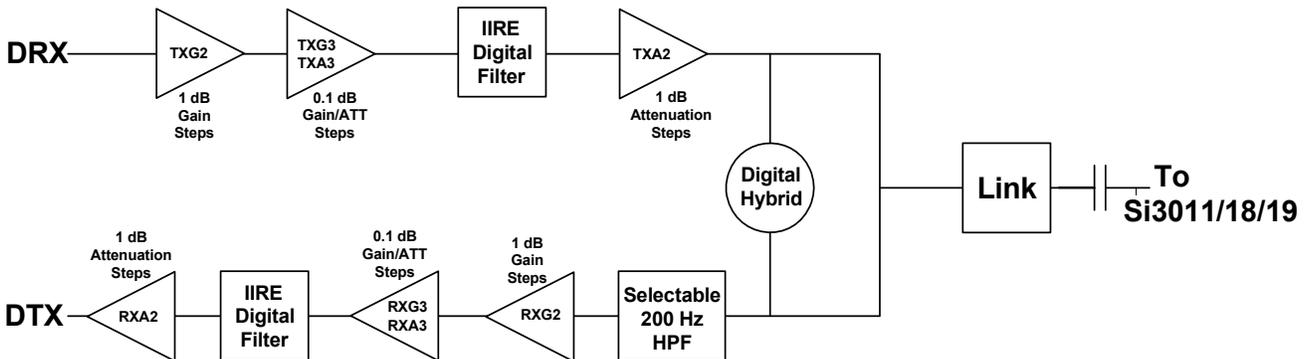 DRX
TXG2
1 dB
Gain
Steps
TXG3
TXA3
0.1 dB
Gain/ATT
Steps
IIRE
Digital
Filter
TXA2
1 dB
Attenuation
Steps
Digital
Hybrid
Link
To
Si3011/18/19
DTX
1 dB
Attenuation
Steps
RXA2
IIRE
Digital
Filter
0.1 dB
Gain/ATT
Steps
RXG3
RXA3
1 dB
Gain
Steps
RXG2
Selectable
200 Hz
HPF